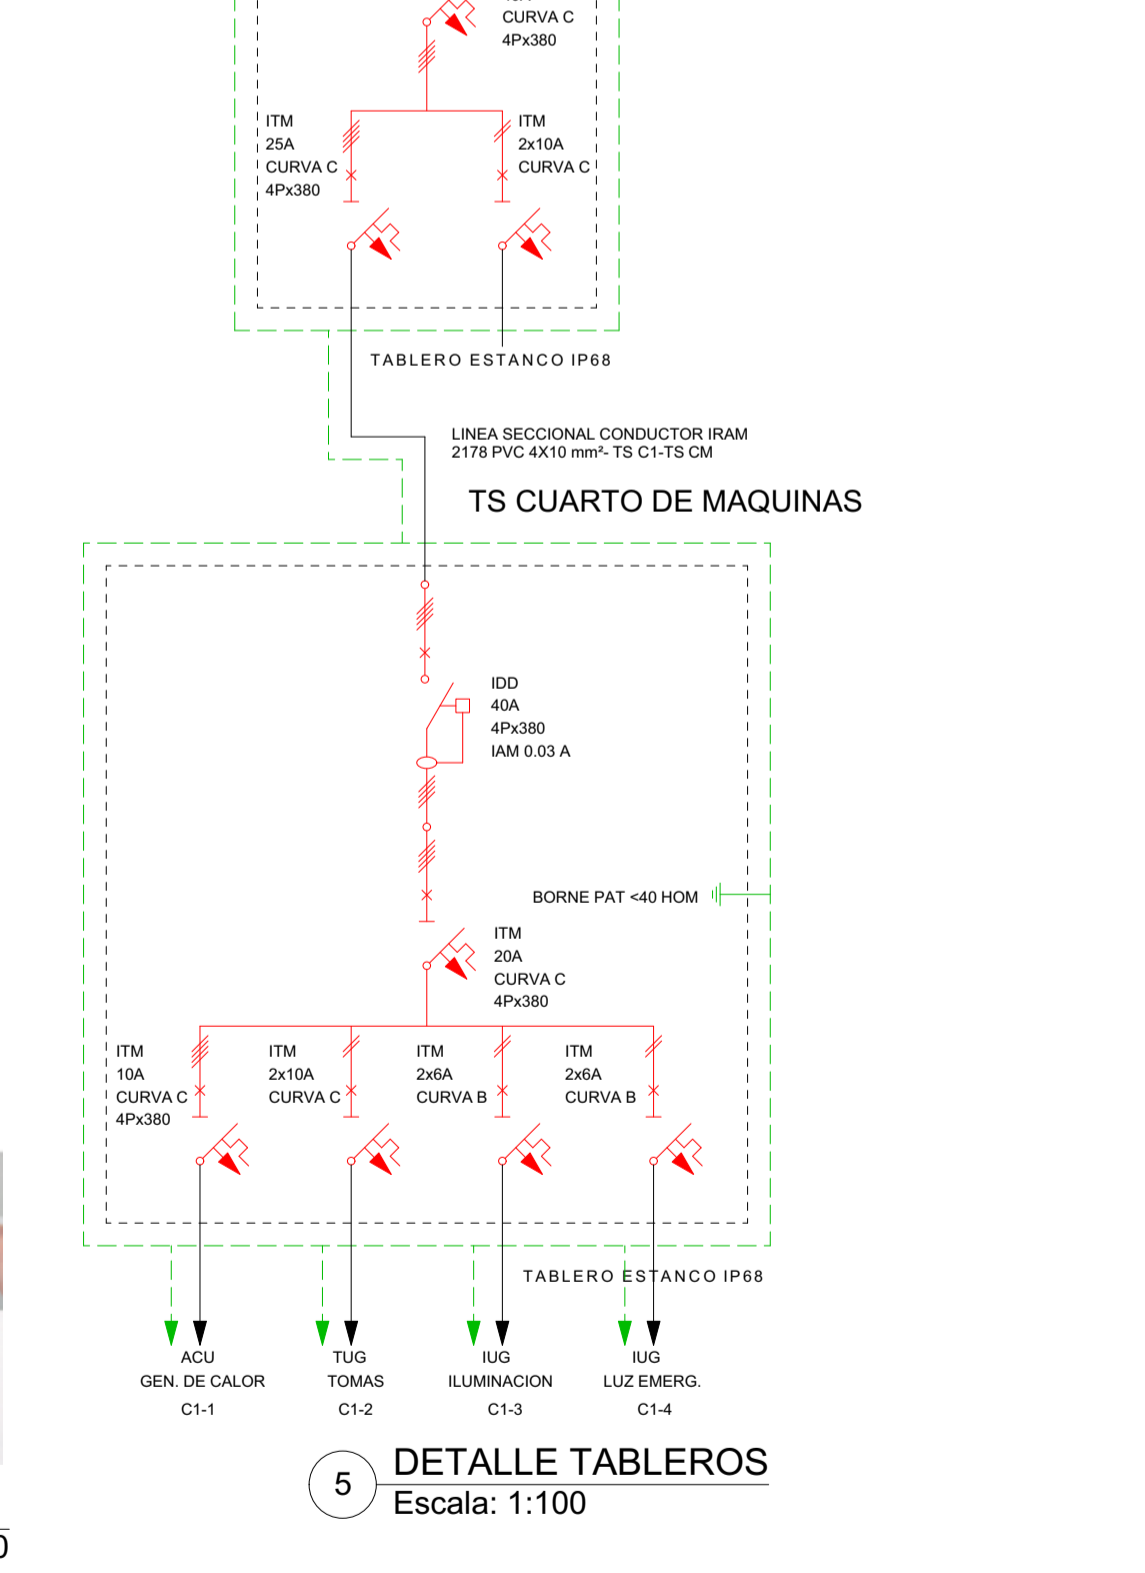 CURVA C
4Px380
ITM
25A
CURVA C
4Px380
ITM
2x10A
CURVA C
TABLERO ESTANCO IP68
LINEA SECCIONAL CONDUCTOR IRAM
2178 PVC 4X10 mm²- TS C1-TS CM
TS CUARTO DE MAQUINAS
IDD
40A
4Px380
IAM 0.03 A
BORNE PAT <40 HOM
ITM
20A
CURVA C
4Px380
ITM
10A
CURVA C
4Px380
ITM
2x10A
CURVA C
ITM
2x6A
CURVA B
ITM
2x6A
CURVA B
TABLERO ESTANCO IP68
ACU
GEN. DE CALOR
C1-1
TUG
TOMAS
C1-2
IUG
ILUMINACION
C1-3
IUG
LUZ EMERG.
C1-4
5
DETALLE TABLEROS
Escala: 1:100